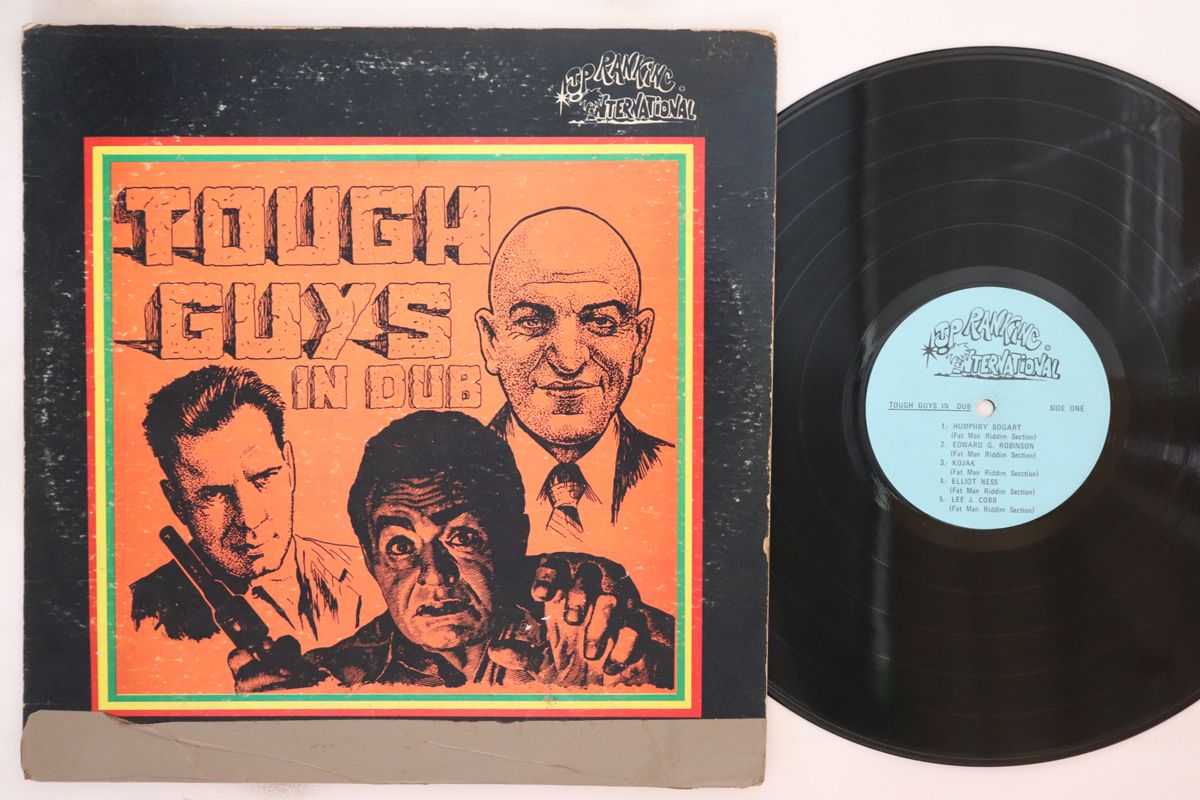 JP RANKING
INTERNATIONAL
TOUGH
GUYS
IN DUB
JP RANKING
INTERNATIONAL
TOUGH GUYS IN DUB SIDE ONE
1.- HUMPHRY BOGART
(Fat Man Riddim Section)
2.- EDWARD G. ROBINSON
(Fat Man Riddim Section)
3.- KOJAK
(Fat Man Riddim Secction)
4.- ELLIOT NESS
(Fat Man Riddim Section)
5.- LEE J. COBB
(Fat Man Riddim Section)